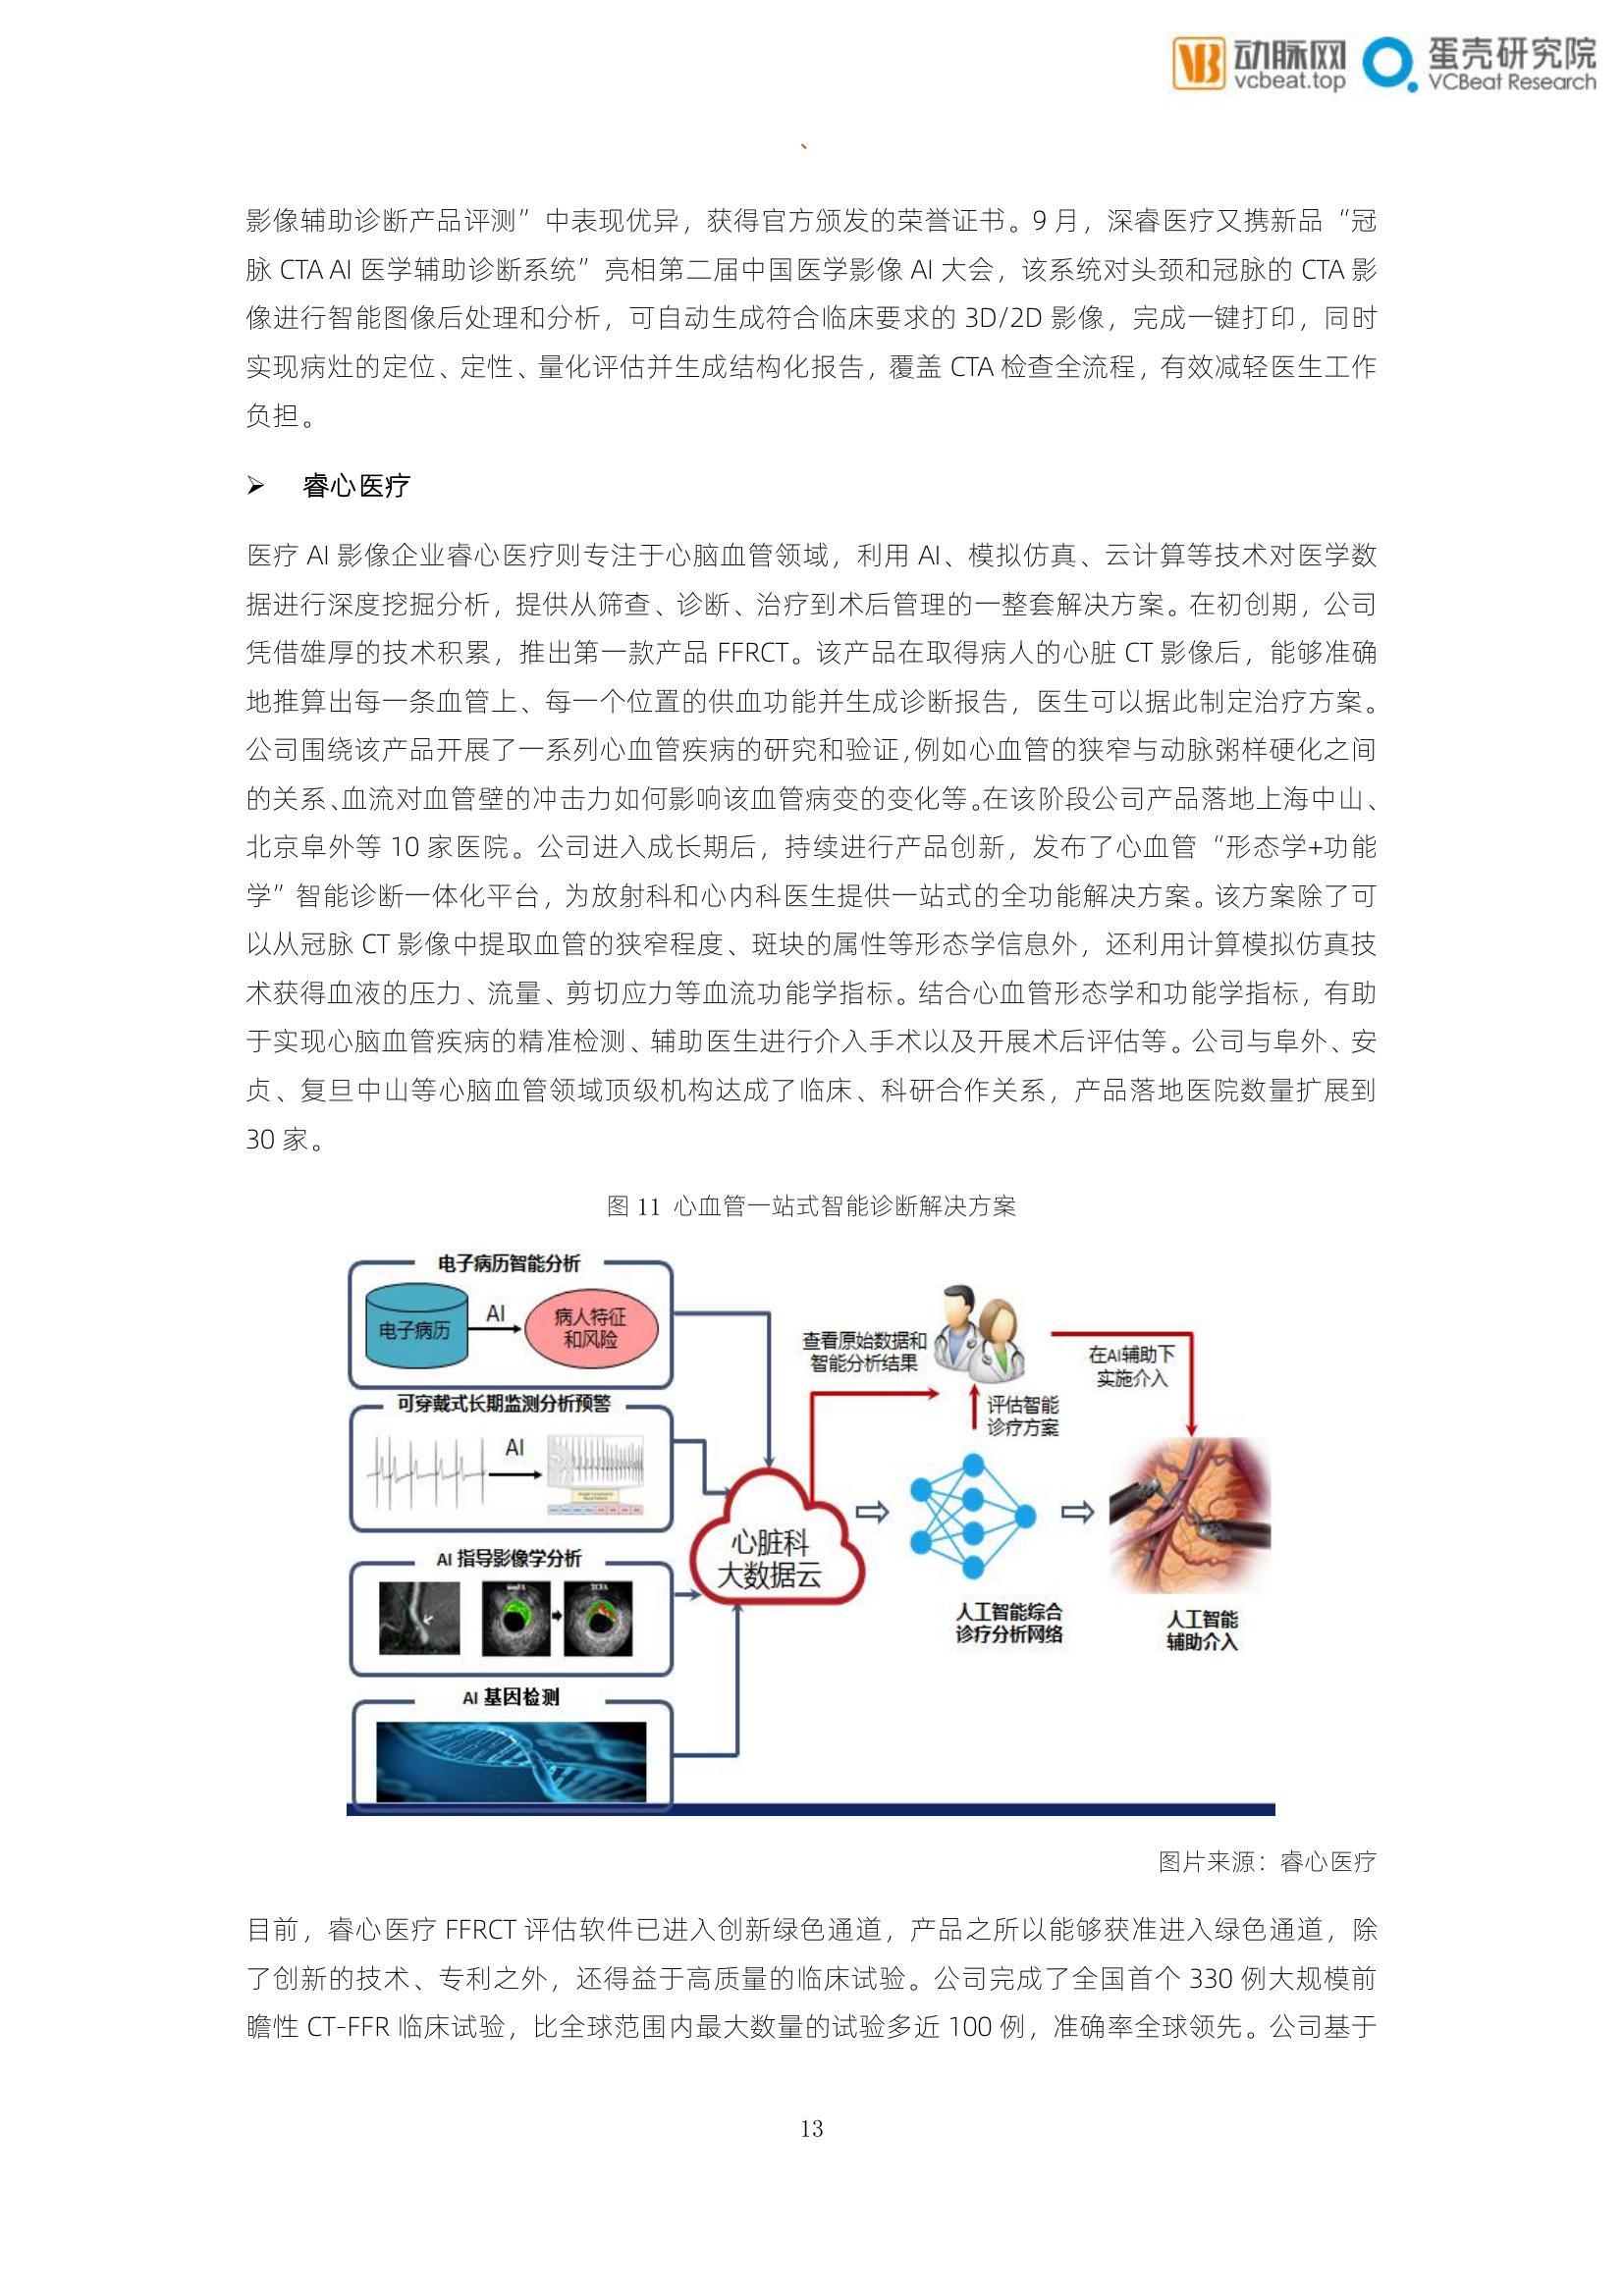 动脉网
vcbeat.top
蛋壳研究院
VCBeat Research
、
影像辅助诊断产品评测”中表现优异，获得官方颁发的荣誉证书。9 月，深睿医疗又携新品“冠
脉 CTA AI 医学辅助诊断系统”亮相第二届中国医学影像 AI 大会，该系统对头颈和冠脉的 CTA 影
像进行智能图像后处理和分析，可自动生成符合临床要求的 3D/2D 影像，完成一键打印，同时
实现病灶的定位、定性、量化评估并生成结构化报告，覆盖 CTA 检查全流程，有效减轻医生工作
负担。
➢ 睿心医疗
医疗 AI 影像企业睿心医疗则专注于心脑血管领域，利用 AI、模拟仿真、云计算等技术对医学数
据进行深度挖掘分析，提供从筛查、诊断、治疗到术后管理的一整套解决方案。在初创期，公司
凭借雄厚的技术积累，推出第一款产品 FFRCT。该产品在取得病人的心脏 CT 影像后，能够准确
地推算出每一条血管上、每一个位置的供血功能并生成诊断报告，医生可以据此制定治疗方案。
公司围绕该产品开展了一系列心血管疾病的研究和验证，例如心血管的狭窄与动脉粥样硬化之间
的关系、血流对血管壁的冲击力如何影响该血管病变的变化等。在该阶段公司产品落地上海中山、
北京阜外等 10 家医院。公司进入成长期后，持续进行产品创新，发布了心血管“形态学+功能
学”智能诊断一体化平台，为放射科和心内科医生提供一站式的全功能解决方案。该方案除了可
以从冠脉 CT 影像中提取血管的狭窄程度、斑块的属性等形态学信息外，还利用计算模拟仿真技
术获得血液的压力、流量、剪切应力等血流功能学指标。结合心血管形态学和功能学指标，有助
于实现心脑血管疾病的精准检测、辅助医生进行介入手术以及开展术后评估等。公司与阜外、安
贞、复旦中山等心脑血管领域顶级机构达成了临床、科研合作关系，产品落地医院数量扩展到
30 家。
图 11 心血管一站式智能诊断解决方案
电子病历智能分析
电子病历
AI
病人特征
和风险
可穿戴式长期监测分析预警
AI
AI 指导影像学分析
TCFA
AI 基因检测
心脏科
大数据云
查看原始数据和
智能分析结果
评估智能
诊疗方案
在AI辅助下
实施介入
人工智能综合
诊疗分析网络
人工智能
辅助介入
图片来源：睿心医疗
目前，睿心医疗 FFRCT 评估软件已进入创新绿色通道，产品之所以能够获准进入绿色通道，除
了创新的技术、专利之外，还得益于高质量的临床试验。公司完成了全国首个 330 例大规模前
瞻性 CT-FFR 临床试验，比全球范围内最大数量的试验多近 100 例，准确率全球领先。公司基于
13